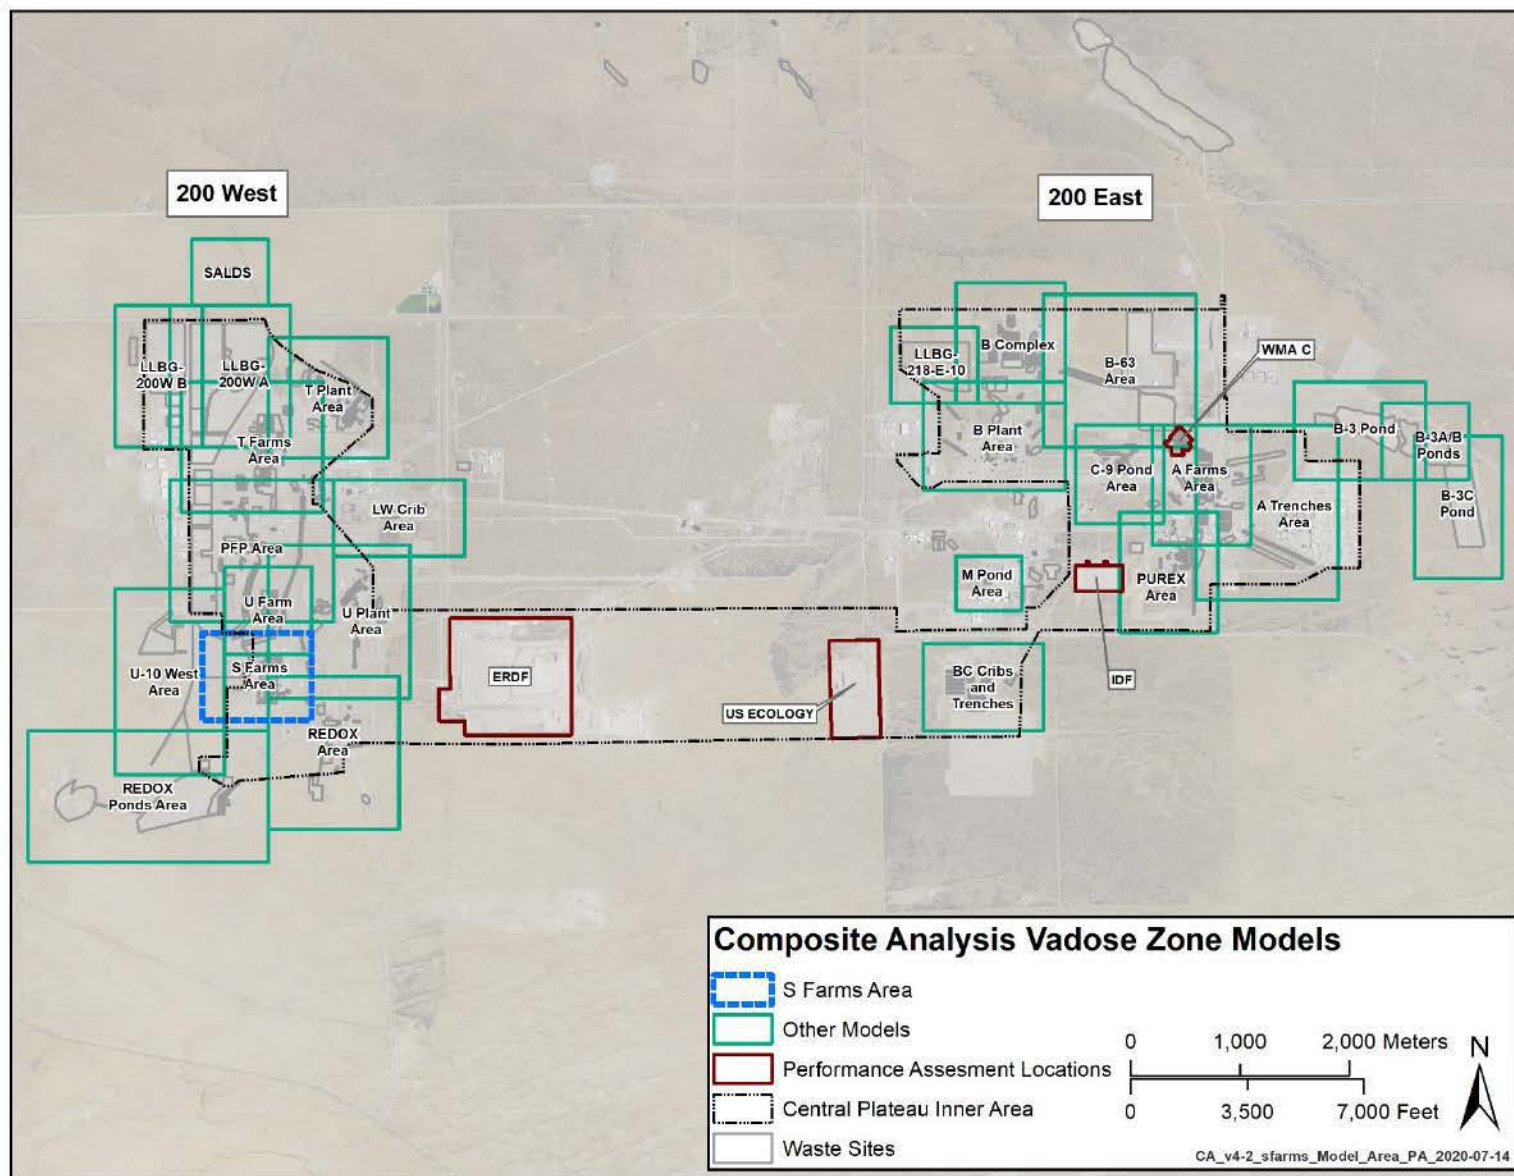 200 West
200 East
SALDS
LLBG-
200W B
LLBG-
200W A
T Plant
Area
T Farms
Area
LW Crib
Area
PFP Area
U Farm
Area
U Plant
Area
U-10 West
Area
S Farms
Area
REDOX
Area
REDOX
Ponds Area
ERDF
US ECOLOGY
LLBG-
218-E-10
B Complex
B-63
Area
WMA C
B Plant
Area
C-9 Pond
Area
A Farms
Area
B-3 Pond
B-3A/B
Ponds
B-3C
Pond
A Trenches
Area
M Pond
Area
PUREX
Area
IDF
BC Cribs
and
Trenches
Composite Analysis Vadose Zone Models
S Farms Area
Other Models
Performance Assesment Locations
Central Plateau Inner Area
Waste Sites
0 1,000 2,000 Meters
0 3,500 7,000 Feet
N
CA_v4-2_sfarms_Model_Area_PA_2020-07-14